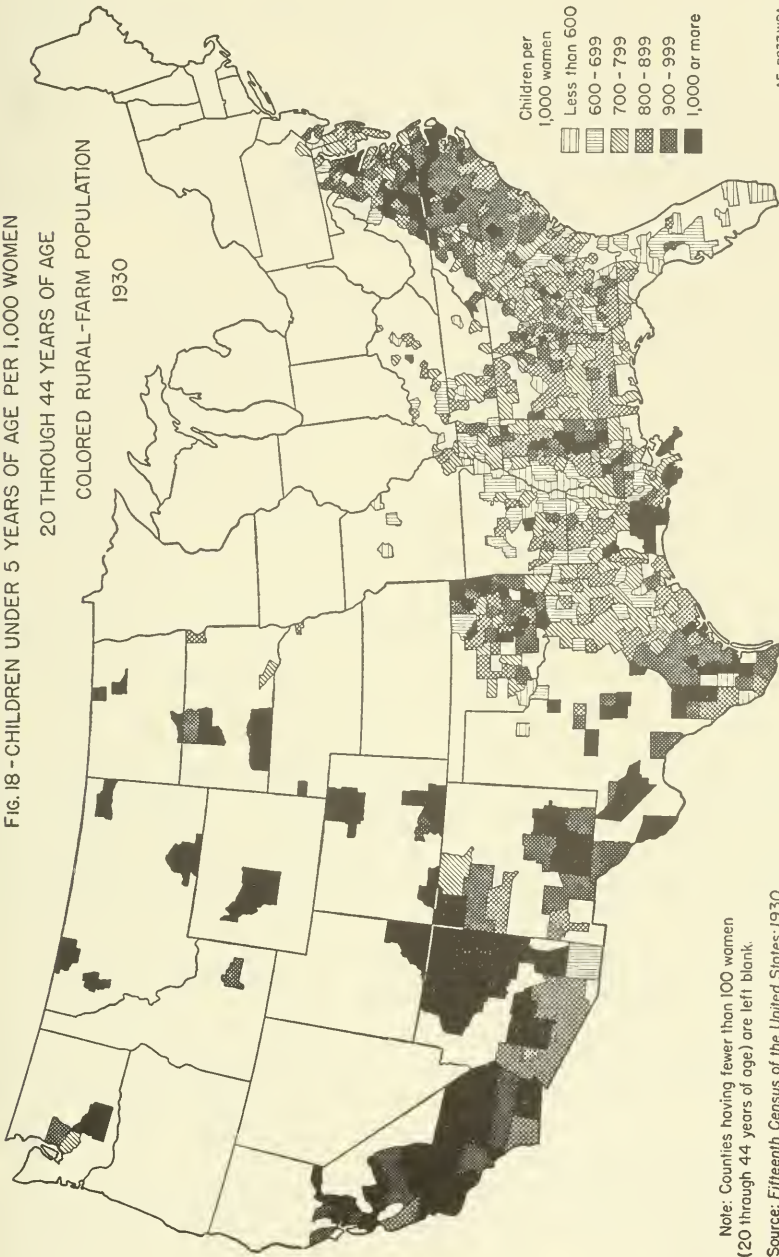 FIG. 18 - CHILDREN UNDER 5 YEARS OF AGE PER 1,000 WOMEN
20 THROUGH 44 YEARS OF AGE
COLORED RURAL-FARM POPULATION
1930
Children per
1,000 women
Less than 600
600 - 699
700 - 799
800 - 899
900 - 999
1,000 or more
Note: Counties having fewer than 100 women
(20 through 44 years of age) are left blank.
Source: Fifteenth Census of the United States: 1930